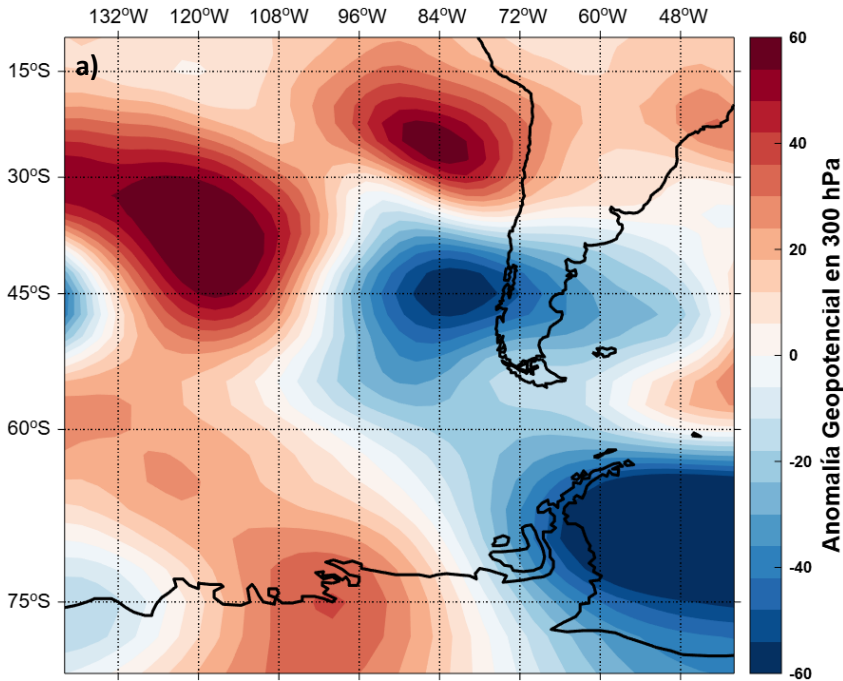 132ºW 120ºW 108ºW 96ºW 84ºW 72ºW 60ºW 48ºW
a)
15ºS
30ºS
45ºS
60ºS
75ºS
60
40
20
0
-20
-40
-60
Anomalía Geopotencial en 300 hPa